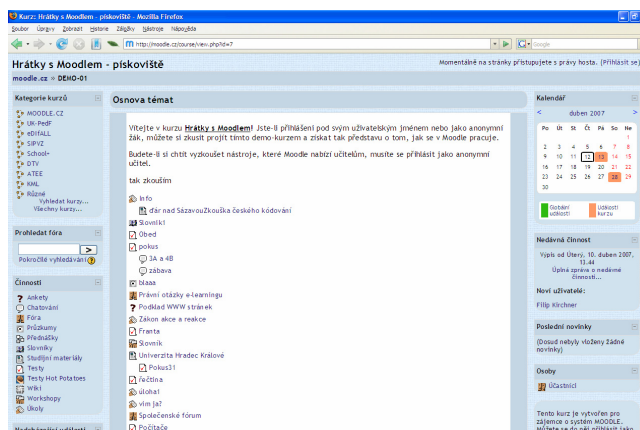 Kurz: Hrátky s Moodlem - pískoviště - Mozilla Firefox
Soubor Úpravy Zobrazit Historie Záložky Nástroje Nápověda
http://moodle.cz/course/view.php?id=7
Google
Hrátky s Moodlem - pískoviště
Momentálně na stránky přistupujete s právy hosta. (Přihlásit se)
moodle.cz » DEMO-01
Kategorie kurzů
MOODLE.CZ
UK-PedF
eDIFALL
SIPVZ
School+
DTV
ATEE
KML
Různé
Vyhledat kurzy...
Všechny kurzy...
Prohledat fóra
>
Pokročilé vyhledávání
Činnosti
Ankety
Chatování
Fóra
Průzkumy
Přednášky
Slovníky
Studijní materiály
Testy
Testy Hot Potatoes
Wiki
Workshopy
Úkoly
Nadcházející události
Osnova témat
Vítejte v kurzu Hrátky s Moodlem! Jste-li přihlášeni pod svým uživatelským jménem nebo jako anonymní
žák, můžete si zkusit projít tímto demo-kurzem a získat tak představu o tom, jak se v Moodle pracuje.
Budete-li si chtít vyzkoušet nástroje, které Moodle nabízí učitelům, musíte se přihlásit jako anonymní
učitel.
tak zkouším
Info
ďár nad SázavouZkouška českého kódování
Slovník1
Obed
pokus
3A a 4B
zábava
blaaa
Právní otázky e-learningu
Podklad WWW stránek
Zákon akce a reakce
Franta
Slovník
Univerzita Hradec Králové
Pokus31
řečtina
úloha1
vim ja?
Společenské fórum
Počítače
Kalendář
< duben 2007 >
Po Út St Čt Pá So Ne
1
2 3 4 5 6 7 8
9 10 11 12 13 14 15
16 17 18 19 20 21 22
23 24 25 26 27 28 29
30
Globální události
Události kurzu
Nedávná činnost
Výpis od Úterý, 10. duben 2007,
13.44
Úplná zpráva o nedávné
činnosti...
Noví uživatelé:
Filip Kirchner
Poslední novinky
(Dosud nebyly vloženy žádné
novinky)
Osoby
Účastníci
Tento kurz je vytvořen pro
zájemce o systém MOODLE.
Můžete se do něj přihlásit jako